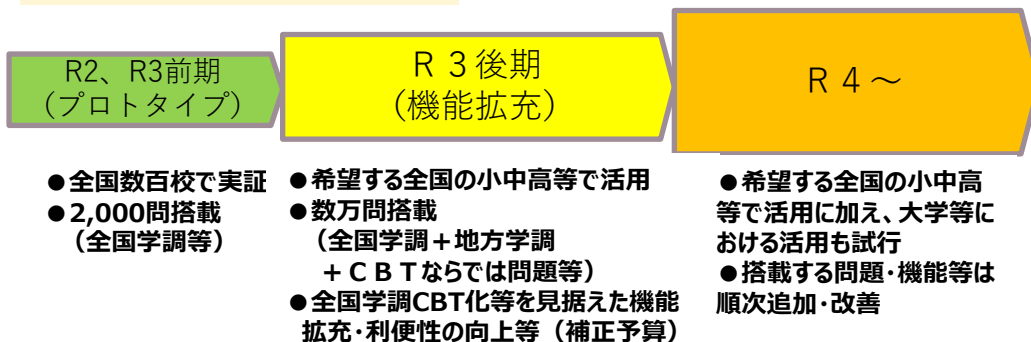 R2、R3前期
（プロトタイプ）
R３後期
（機能拡充）
R４～
●全国数百校で実証
●2,000問搭載
（全国学調等）
●希望する全国の小中高等で活用
●数万問搭載
（全国学調＋地方学調
＋ＣＢＴならでは問題等）
●全国学調CBT化等を見据えた機能
拡充・利便性の向上等（補正予算）
●希望する全国の小中高
等で活用に加え、大学等に
おける活用も試行
●搭載する問題・機能等は
順次追加・改善